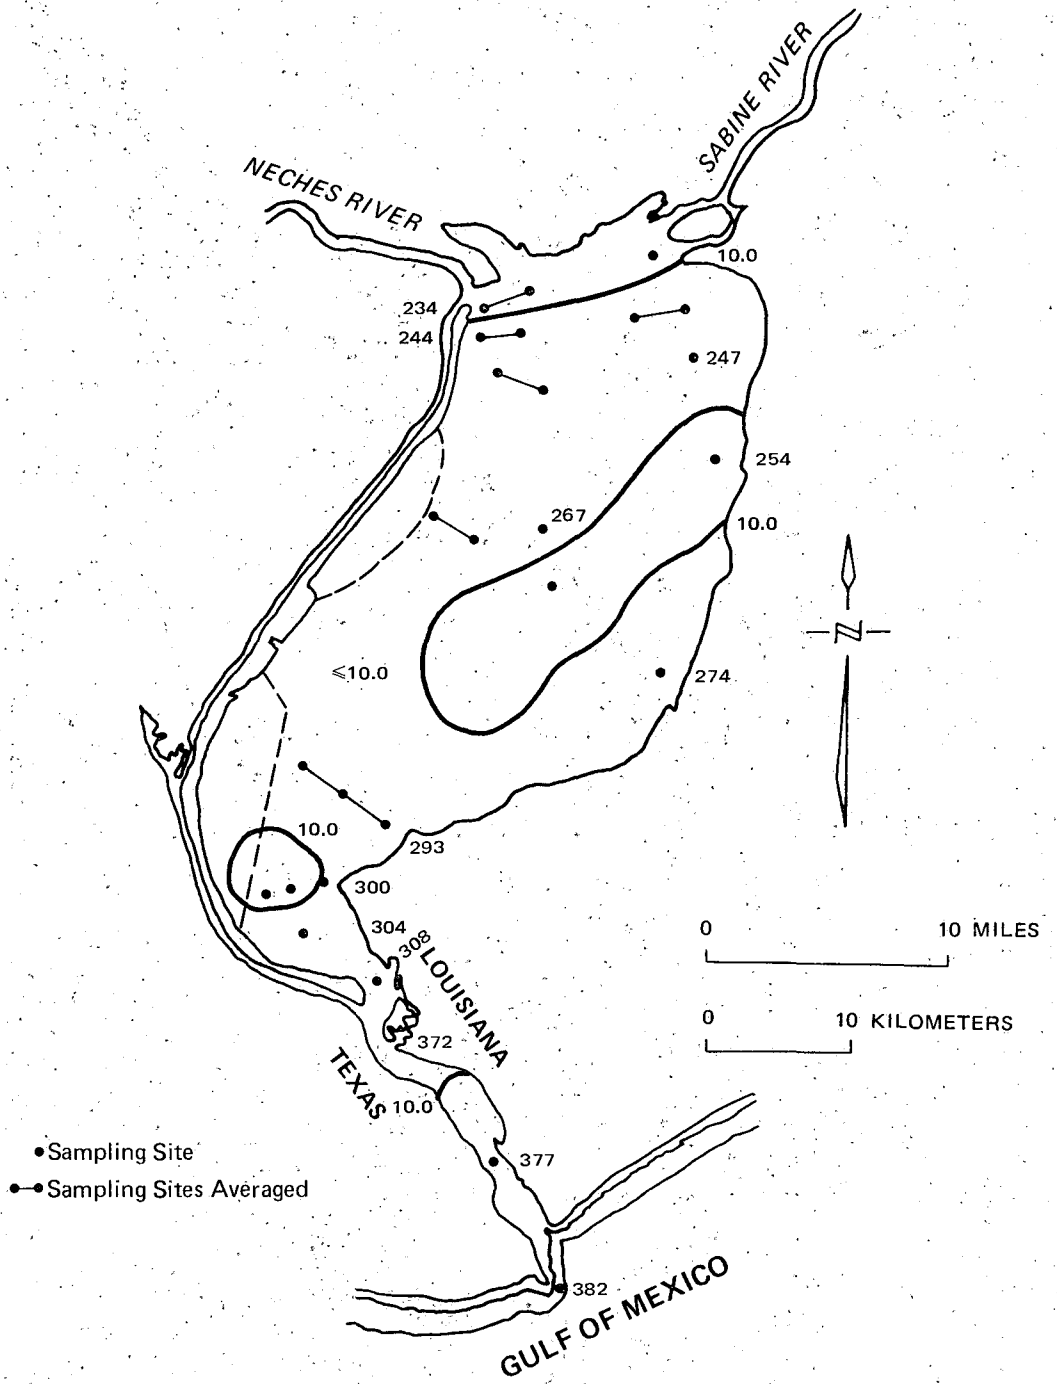 SABINE RIVER
NECHES RIVER
10.0
234
244
247
254
267
10.0
⩽10.0
274
N
10.0
293
300
304
308
LOUISIANA
0 10 MILES
0 10 KILOMETERS
372
TEXAS
10.0
Sampling Site
377
Sampling Sites Averaged
382
GULF OF MEXICO